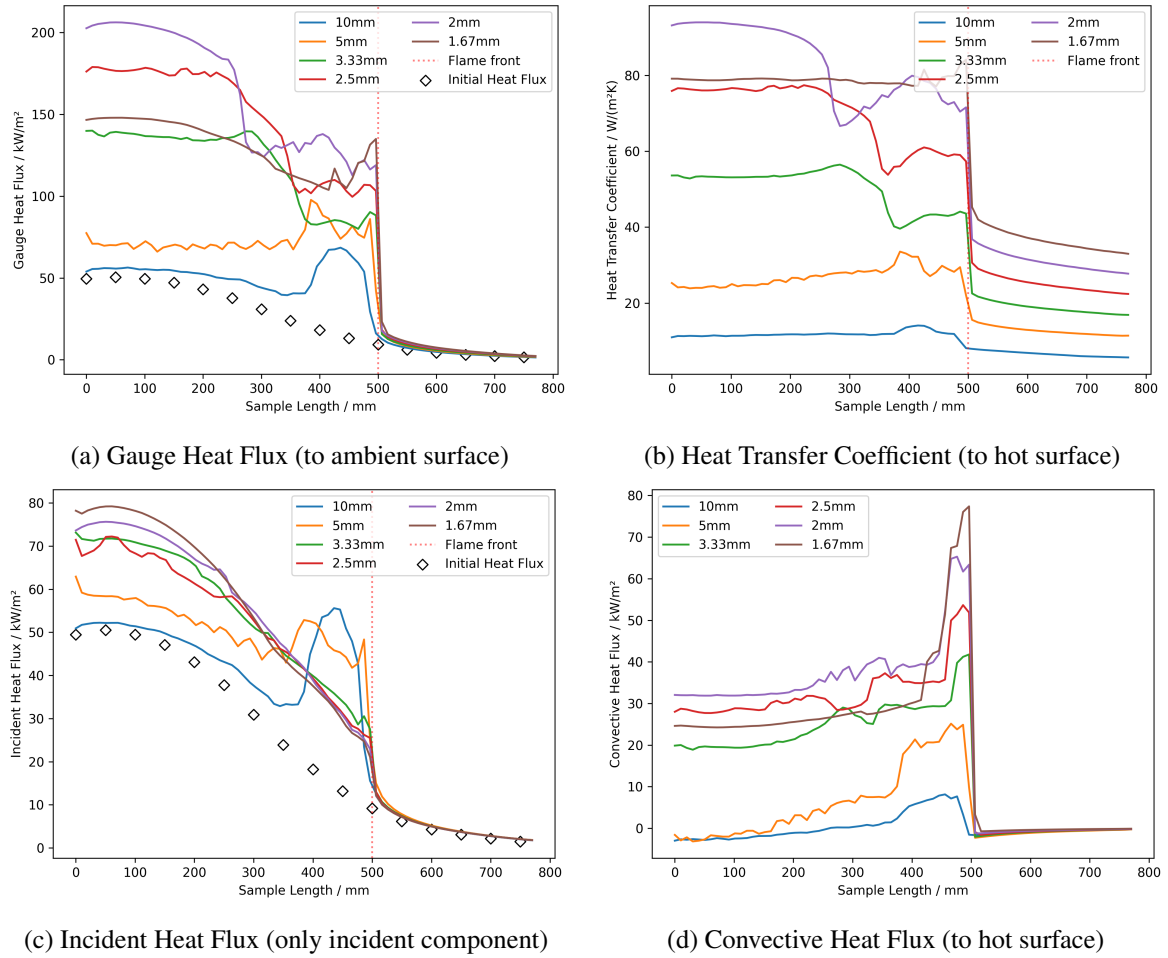 10mm
5mm
3.33mm
2.5mm
2mm
1.67mm
Flame front
Initial Heat Flux
Gauge Heat Flux / kW/m²
200
150
100
50
0
0 100 200 300 400 500 600 700 800
Sample Length / mm
(a) Gauge Heat Flux (to ambient surface)
10mm
5mm
3.33mm
2.5mm
2mm
1.67mm
Flame front
Heat Transfer Coefficient / W/(m²K)
80
60
40
20
0 100 200 300 400 500 600 700 800
Sample Length / mm
(b) Heat Transfer Coefficient (to hot surface)
10mm
5mm
3.33mm
2.5mm
2mm
1.67mm
Flame front
Initial Heat Flux
Incident Heat Flux / kW/m²
80
70
60
50
40
30
20
10
0
0 100 200 300 400 500 600 700 800
Sample Length / mm
(c) Incident Heat Flux (only incident component)
10mm
5mm
3.33mm
2.5mm
2mm
1.67mm
Convective Heat Flux / kW/m²
80
70
60
50
40
30
20
10
0
0 100 200 300 400 500 600 700 800
Sample Length / mm
(d) Convective Heat Flux (to hot surface)